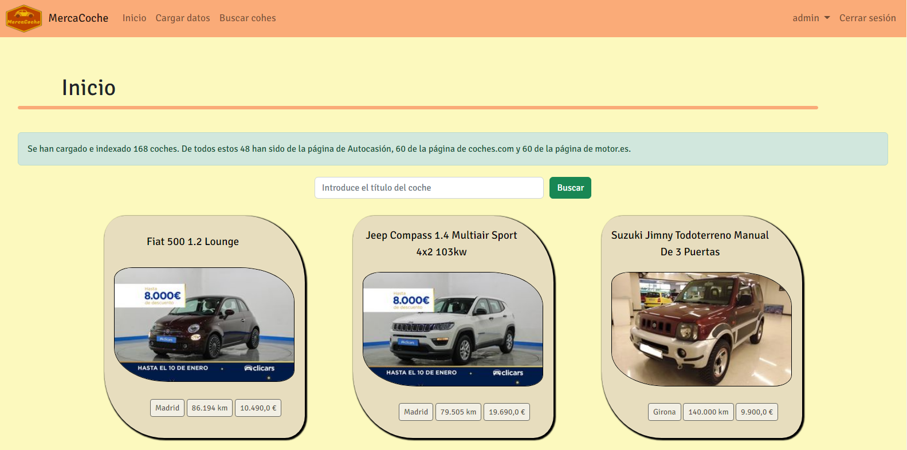 MercaCoche
MercaCoche Inicio Cargar datos Buscar cohes admin Cerrar sesión
Inicio
Se han cargado e indexado 168 coches. De todos estos 48 han sido de la página de Autocasión, 60 de la página de coches.com y 60 de la página de motor.es.
Introduce el título del coche Buscar
Fiat 500 1.2 Lounge
8.000€
HASTA EL 10 DE ENERO clicars
Madrid 86.194 km 10.490,0 €
Jeep Compass 1.4 Multiair Sport
4x2 103kw
8.000€
HASTA EL 10 DE ENERO clicars
Madrid 79.505 km 19.690,0 €
Suzuki Jimny Todoterreno Manual
De 3 Puertas
Girona 140.000 km 9.900,0 €